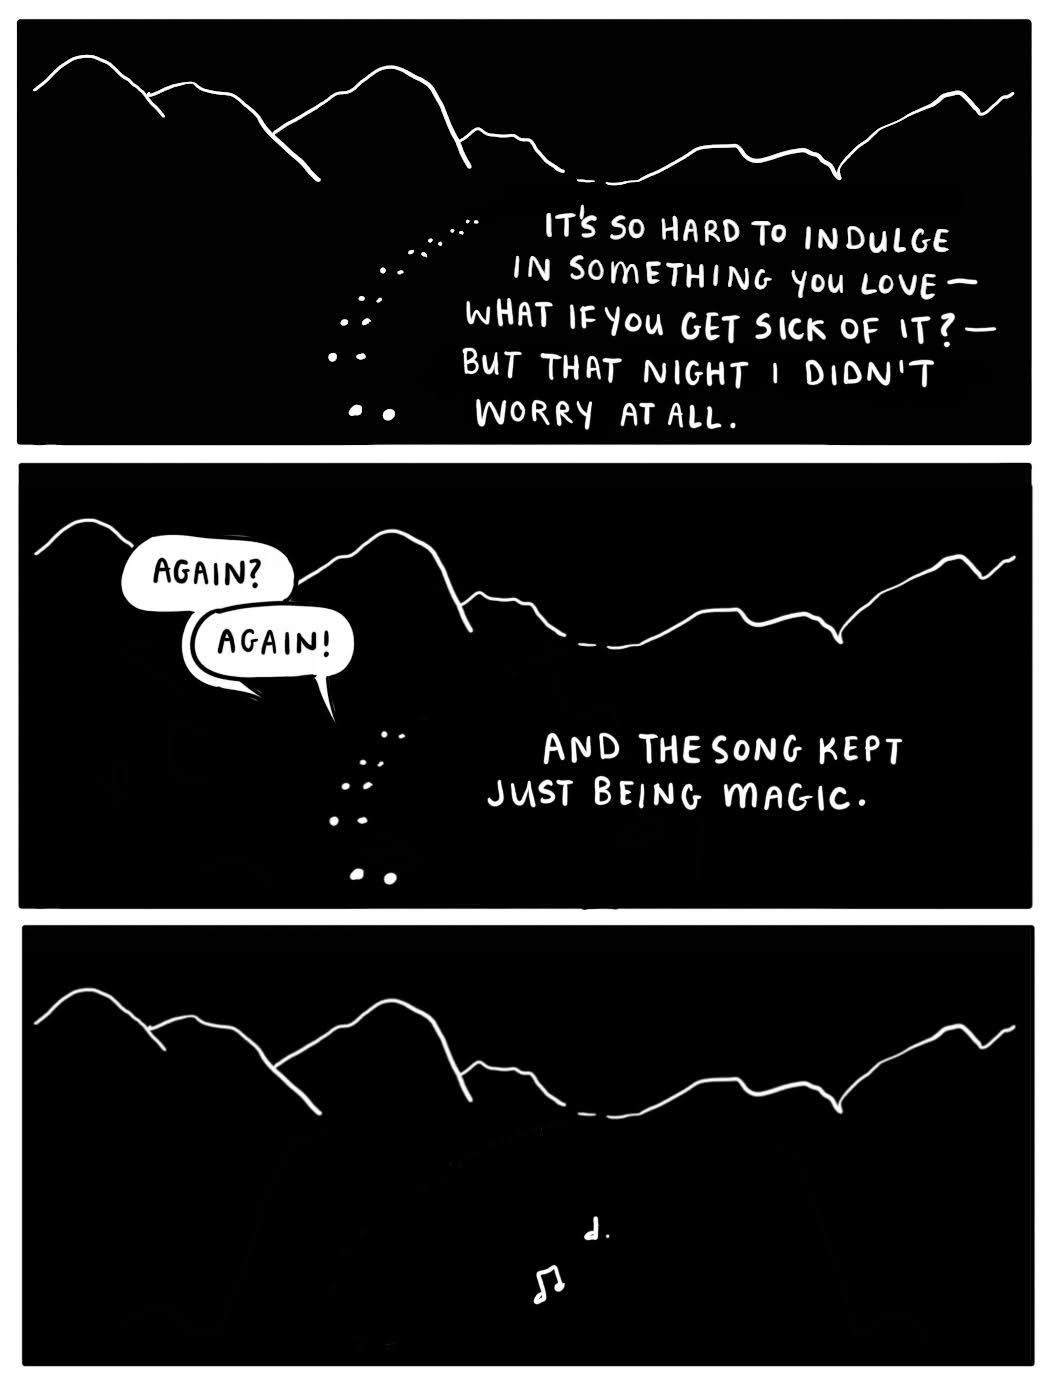 IT'S SO HARD TO INDULGE
IN SOMETHING YOU LOVE—
WHAT IF YOU GET SICK OF IT?—
BUT THAT NIGHT I DIDN'T
WORRY AT ALL.
AGAIN?
AGAIN!
AND THE SONG KEPT
JUST BEING MAGIC.